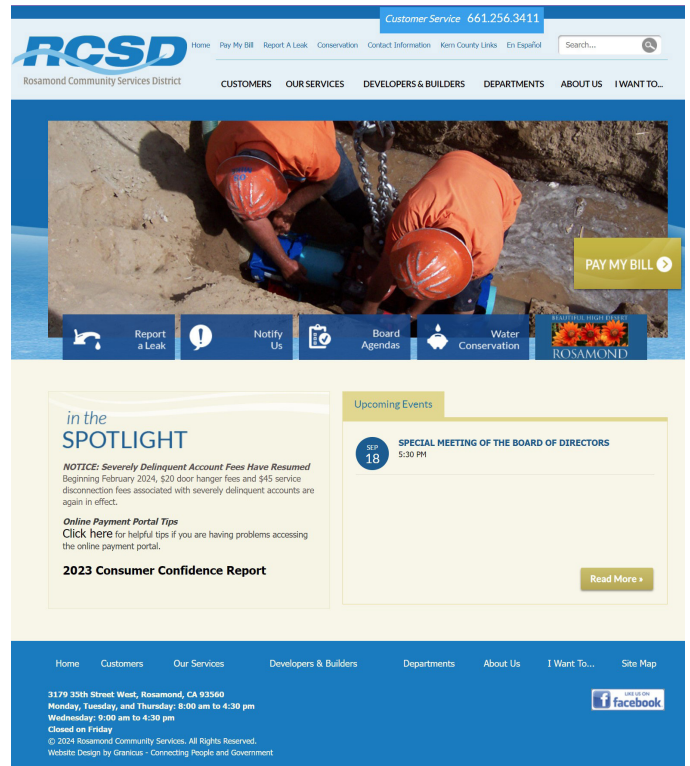 Customer Service 661.256.3411
RCSD
Rosamond Community Services District
Home Pay My Bill Report A Leak Conservation Contact Information Kern County Links En Español
Search...
CUSTOMERS OUR SERVICES DEVELOPERS & BUILDERS DEPARTMENTS ABOUT US I WANT TO...
PAY MY BILL
Report
a Leak
Notify
Us
Board
Agendas
Water
Conservation
BEAUTIFUL HIGH DESERT
ROSAMOND
in the
SPOTLIGHT
NOTICE: Severely Delinquent Account Fees Have Resumed
Beginning February 2024, $20 door hanger fees and $45 service
disconnection fees associated with severely delinquent accounts are
again in effect.
Online Payment Portal Tips
Click here for helpful tips if you are having problems accessing
the online payment portal.
2023 Consumer Confidence Report
Upcoming Events
SEP
18
SPECIAL MEETING OF THE BOARD OF DIRECTORS
5:30 PM
Read More »
Home Customers Our Services Developers & Builders Departments About Us I Want To... Site Map
3179 35th Street West, Rosamond, CA 93560
Monday, Tuesday, and Thursday: 8:00 am to 4:30 pm
Wednesday: 9:00 am to 4:30 pm
Closed on Friday
© 2024 Rosamond Community Services. All Rights Reserved.
Website Design by Granicus - Connecting People and Government
LIKE US ON
facebook